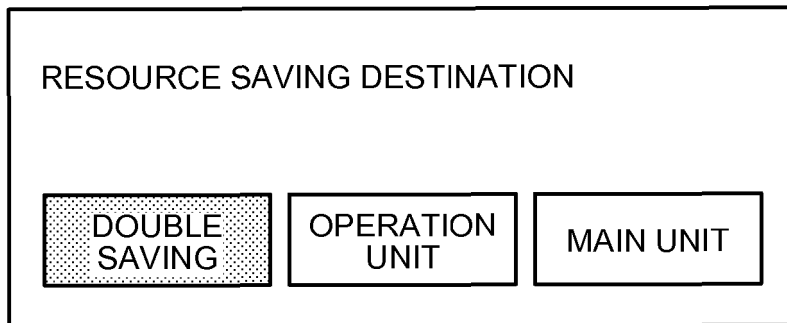 RESOURCE SAVING DESTINATION
DOUBLE
SAVING
OPERATION
UNIT
MAIN UNIT